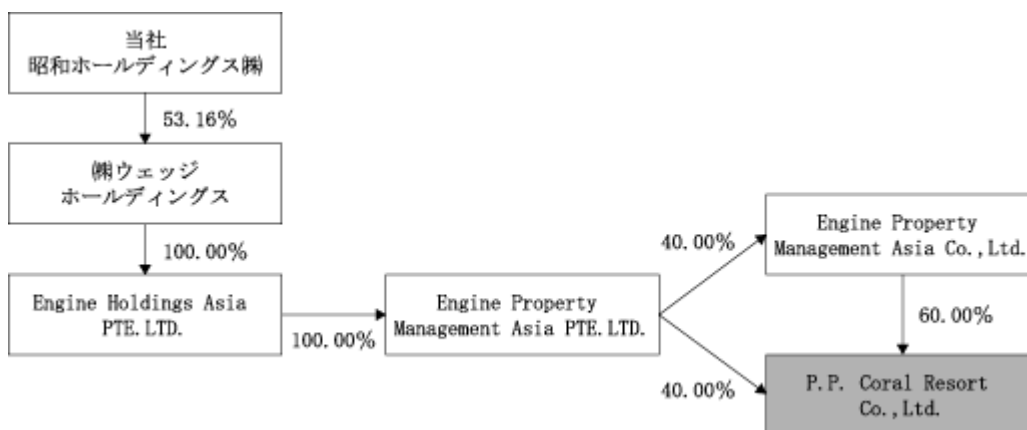 当社
昭和ホールディングス㈱
53.16%
㈱ウェッジ
ホールディングス
100.00%
Engine Holdings Asia
PTE.LTD.
100.00%
Engine Property
Management Asia PTE.LTD.
40.00%
40.00%
Engine Property
Management Asia Co.,Ltd.
60.00%
P.P. Coral Resort
Co.,Ltd.